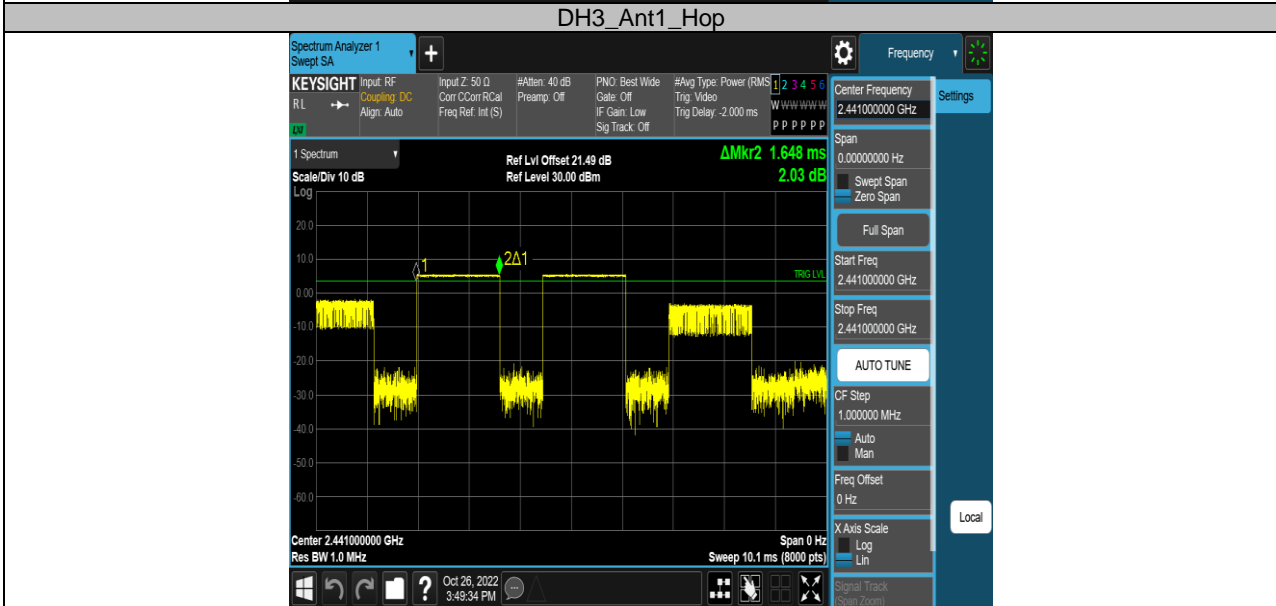 DH3_Ant1_Hop
Spectrum Analyzer 1
Swept SA
+
Frequency
KEYSIGHT
RL
LXI
Input: RF
Coupling: DC
Align: Auto
Input Z: 50 Ω
Corr CCorr RCal
Freq Ref: Int (S)
#Atten: 40 dB
Preamp: Off
PNO: Best Wide
Gate: Off
IF Gain: Low
Sig Track: Off
#Avg Type: Power (RMS
Trig: Video
Trig Delay: -2.000 ms
1 2 3 4 5 6
W W W W W W
P P P P P P
1 Spectrum
Scale/Div 10 dB
Ref Lvl Offset 21.49 dB
Ref Level 30.00 dBm
ΔMkr2 1.648 ms
2.03 dB
Log
20.0
10.0
0.00
-10.0
-20.0
-30.0
-40.0
-50.0
-60.0
1
2Δ1
TRIG LVL
Center 2.441000000 GHz
Res BW 1.0 MHz
Span 0 Hz
Sweep 10.1 ms (8000 pts)
Center Frequency
2.441000000 GHz
Settings
Span
0.00000000 Hz
Swept Span
Zero Span
Full Span
Start Freq
2.441000000 GHz
Stop Freq
2.441000000 GHz
AUTO TUNE
CF Step
1.000000 MHz
Auto
Man
Freq Offset
0 Hz
X Axis Scale
Log
Lin
Local
Signal Track
(Span Zoom)
?
Oct 26, 2022
3:49:34 PM